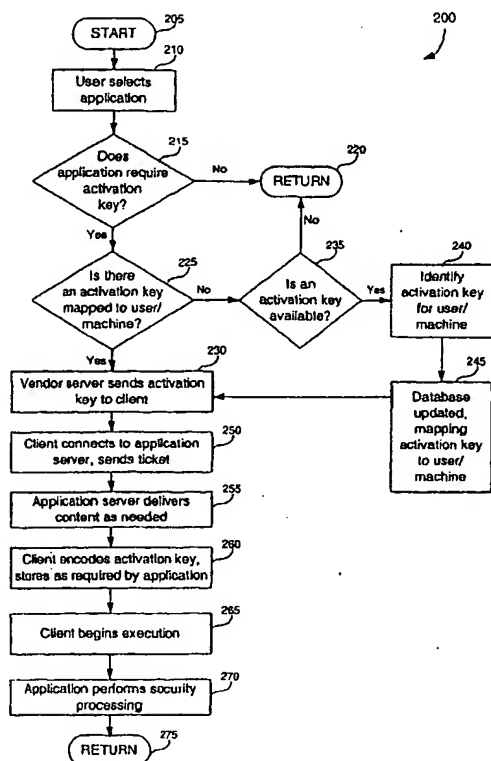 START
205
200
210
User selects
application
215
Does
application require
activation
key?
No
220
RETURN
Yes
No
225
Is there
an activation key
mapped to user/
machine?
No
235
Is an
activation key
available?
Yes
240
Identify
activation key
for user/
machine
Yes
230
Vendor server sends activation
key to client
245
Database
updated,
mapping
activation
key to user/
machine
250
Client connects to application
server, sends ticket
255
Application server delivers
content as needed
260
Client encodes activation key,
stores as required by application
265
Client begins execution
270
Application performs security
processing
RETURN
275